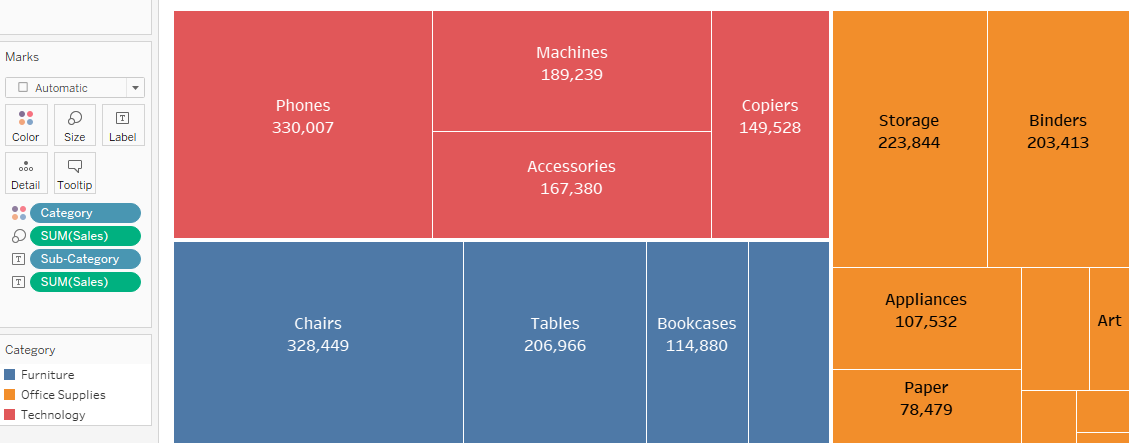 Marks
Automatic
Color
Size
Label
Detail
Tooltip
Category
SUM(Sales)
Sub-Category
SUM(Sales)
Category
Furniture
Office Supplies
Technology
Phones
330,007
Machines
189,239
Accessories
167,380
Copiers
149,528
Chairs
328,449
Tables
206,966
Bookcases
114,880
Storage
223,844
Binders
203,413
Appliances
107,532
Paper
78,479
Art